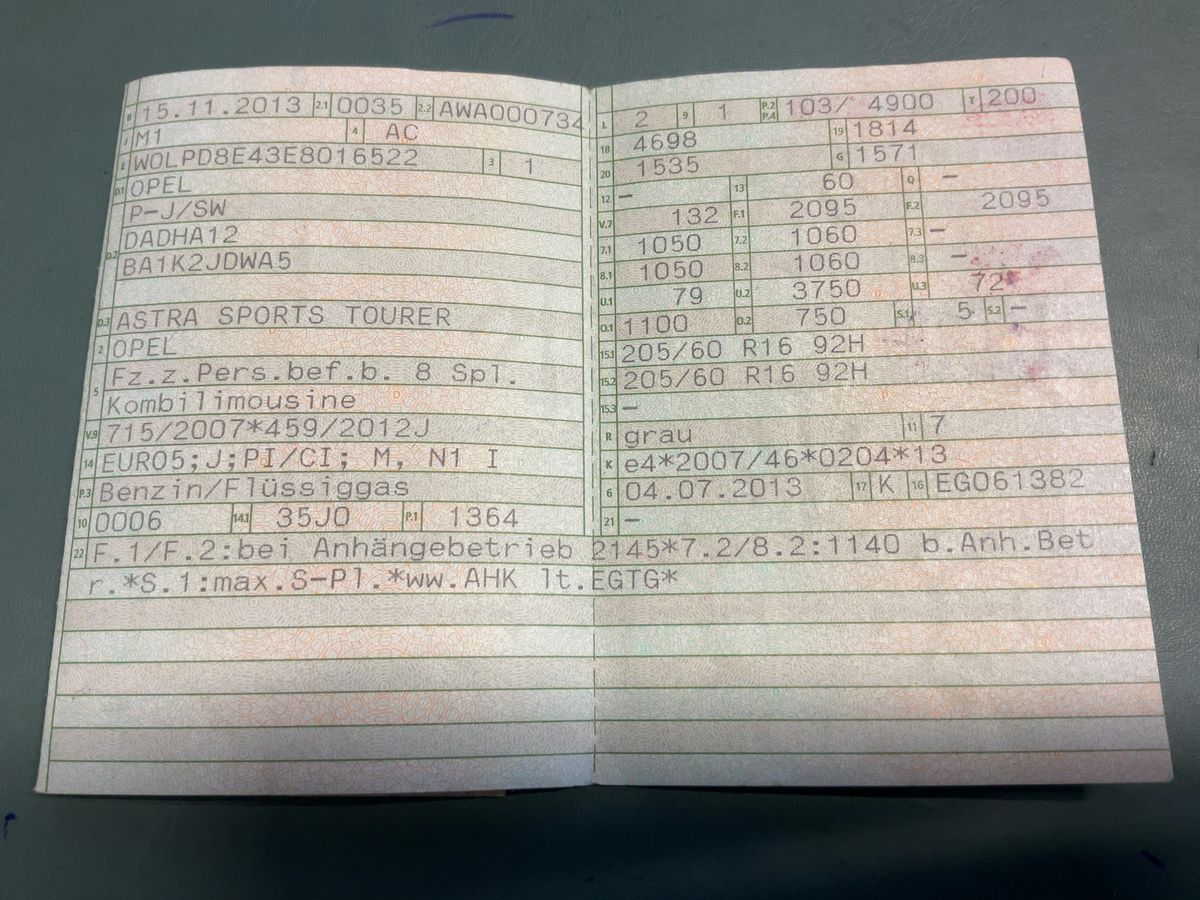 B 15.11.2013 2.1 0035 2.2 AWA000734
J M1 4 AC
E W0LPD8E43E8016522 3 1
D.1 OPEL
P-J/SW
DADHA12
D.2 BA1K2JDWA5
D.3 ASTRA SPORTS TOURER
2 OPEL
5 Fz.z.Pers.bef.b. 8 Spl.
Kombilimousine
V.9 715/2007*459/2012J
14 EURO5;J;PI/CI; M, N1 I
P.3 Benzin/Flüssiggas
10 0006 14.1 35J0 P.1 1364
L 2 9 1 P.2 P.4 103/ 4900 T 200
18 4698 19 1814
20 1535 G 1571
12 – 13 60 Q –
V.7 132 F.1 2095 F.2 2095
7.1 1050 7.2 1060 7.3 –
8.1 1050 8.2 1060 8.3 –
U.1 79 U.2 3750 U.3 72
O.1 1100 O.2 750 S.1 5 S.2 –
15.1 205/60 R16 92H
15.2 205/60 R16 92H
15.3 –
R grau 11 7
K e4*2007/46*0204*13
6 04.07.2013 17 K 16 EG061382
21 –
22 F.1/F.2:bei Anhängebetrieb 2145*7.2/8.2:1140 b.Anh.Bet
r.*S.1:max.S-Pl.*ww.AHK lt.EGTG*